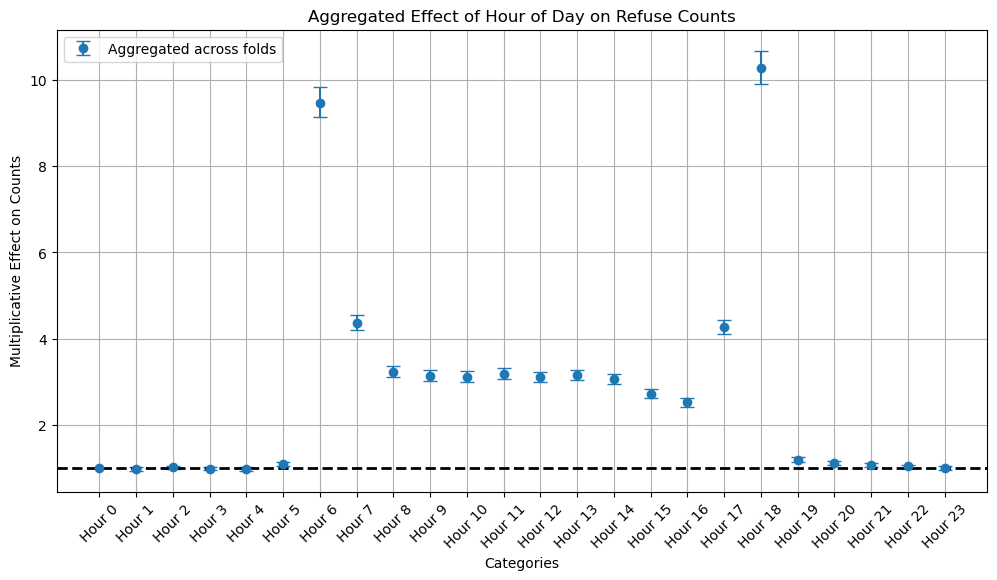 Aggregated Effect of Hour of Day on Refuse Counts
Aggregated across folds
Multiplicative Effect on Counts
10
8
6
4
2
Hour 0
Hour 1
Hour 2
Hour 3
Hour 4
Hour 5
Hour 6
Hour 7
Hour 8
Hour 9
Hour 10
Hour 11
Hour 12
Hour 13
Hour 14
Hour 15
Hour 16
Hour 17
Hour 18
Hour 19
Hour 20
Hour 21
Hour 22
Hour 23
Categories